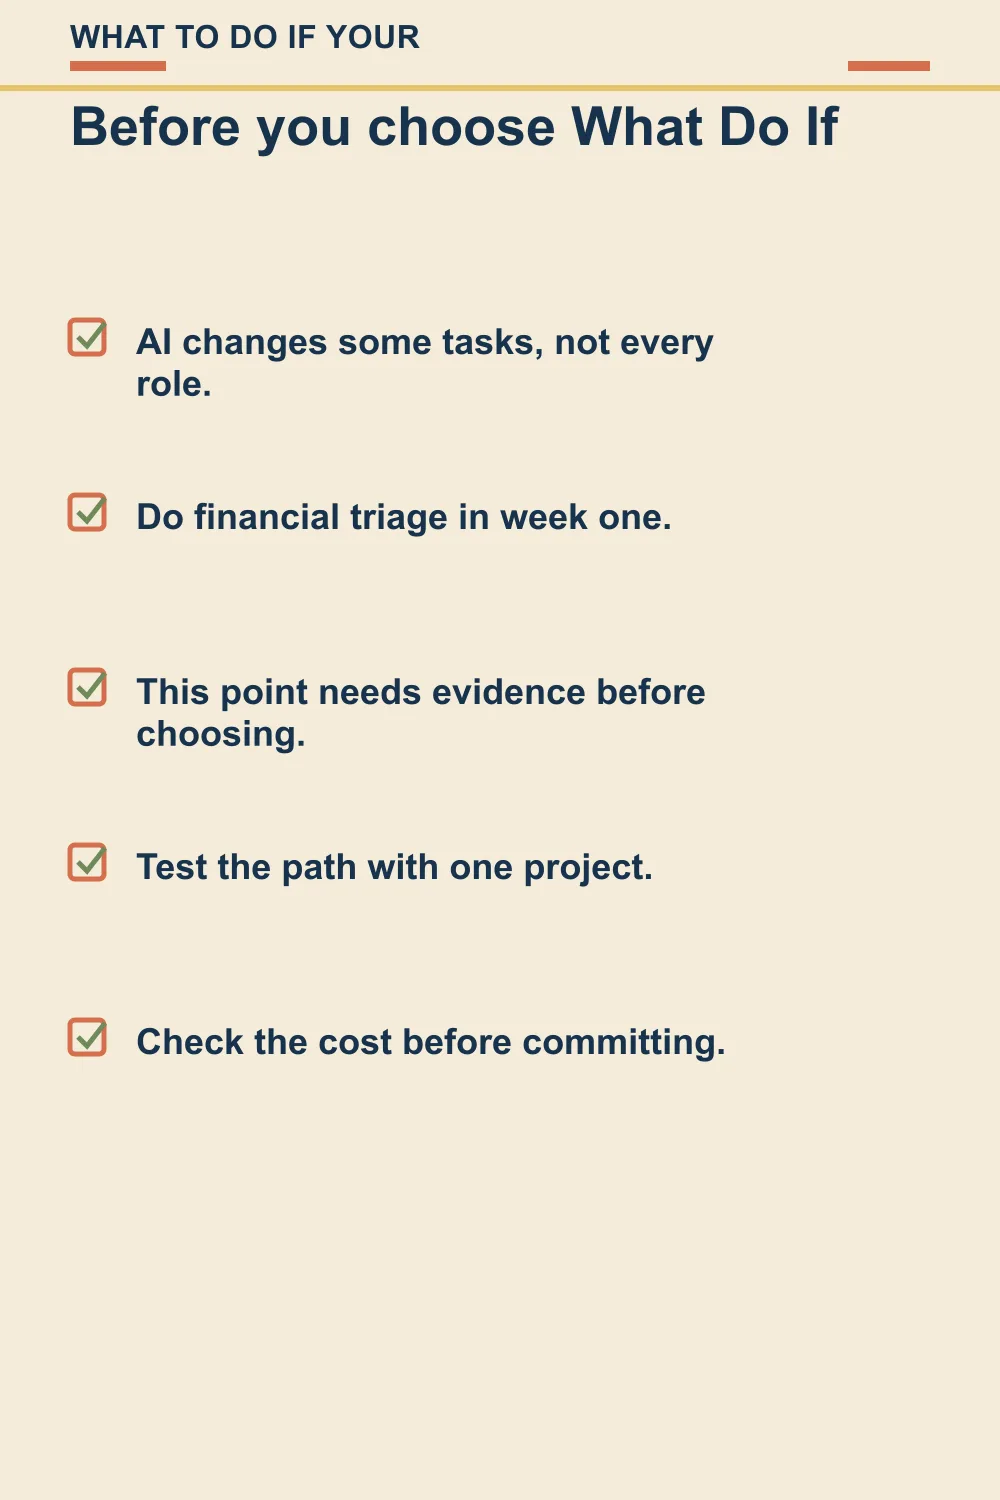 WHAT TO DO IF YOUR
Before you choose What Do If
AI changes some tasks, not every
role.
Do financial triage in week one.
This point needs evidence before
choosing.
Test the path with one project.
Check the cost before committing.